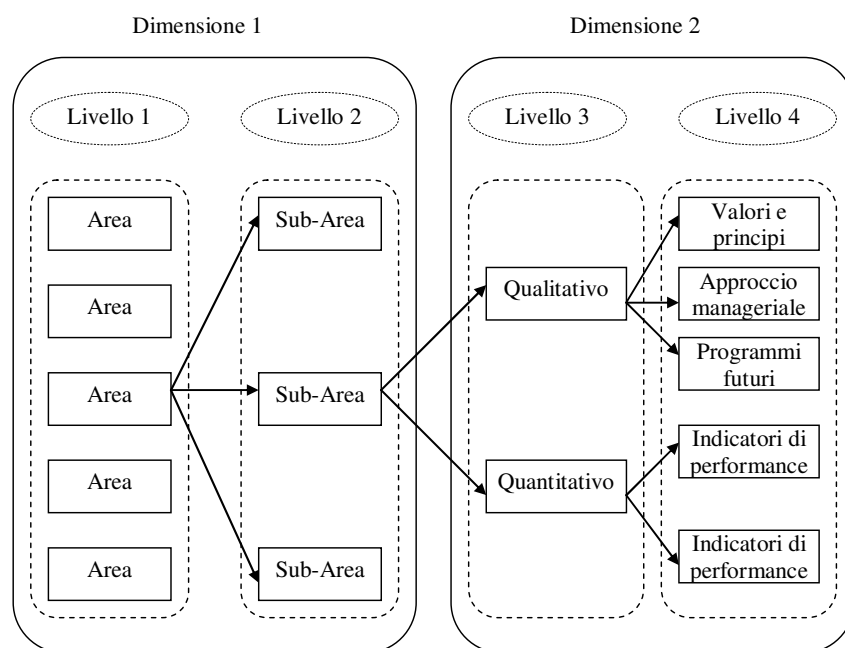 Dimensione 1
Dimensione 2
Livello 1
Livello 2
Livello 3
Livello 4
Area
Area
Area
Area
Area
Sub-Area
Sub-Area
Sub-Area
Qualitativo
Quantitativo
Valori e
principi
Approccio
manageriale
Programmi
futuri
Indicatori di
performance
Indicatori di
performance